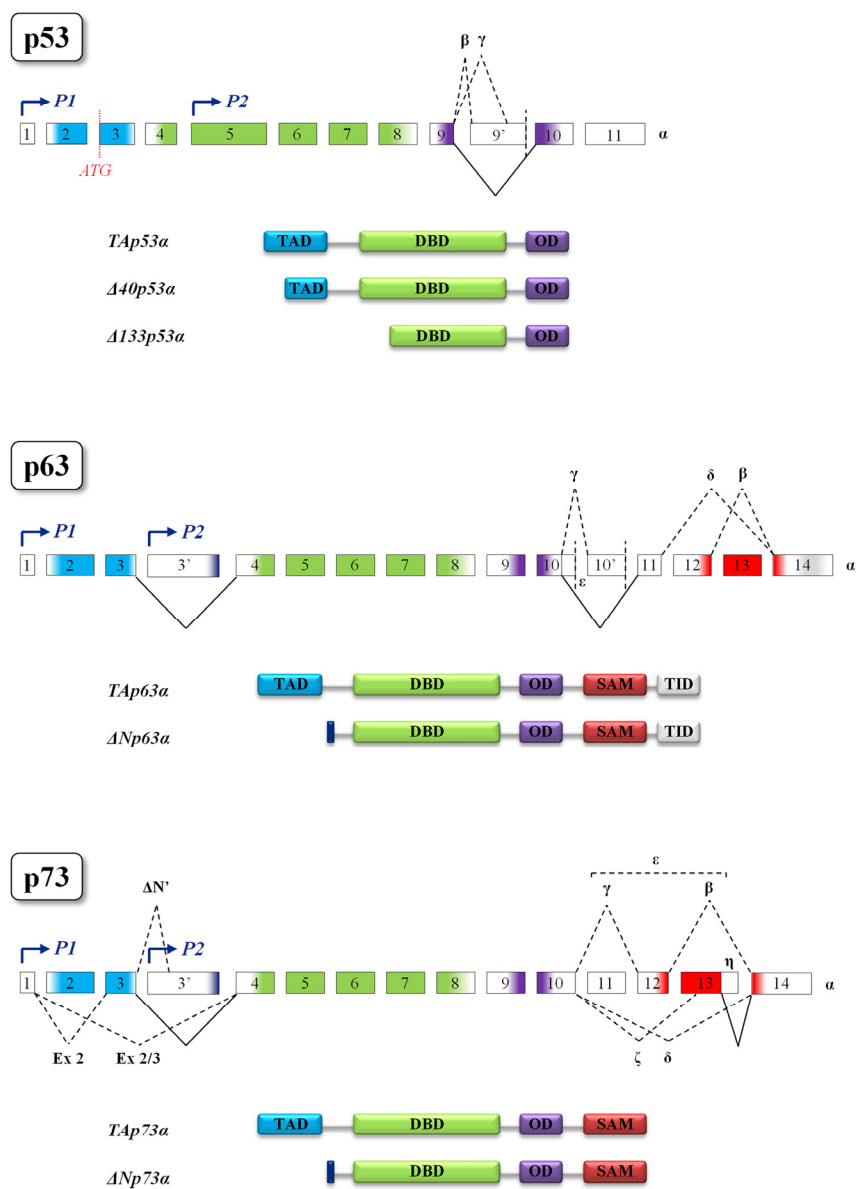 p53
β γ
P1 P2
1 2 3 4 5 6 7 8 9 9’ 10 11 α
ATG
TAp53α TAD DBD OD
Δ40p53α TAD DBD OD
Δ133p53α DBD OD
p63
γ δ β
P1 P2
1 2 3 3’ 4 5 6 7 8 9 10 10’ 11 12 13 14 α
ε
TAp63α TAD DBD OD SAM TID
ΔNp63α DBD OD SAM TID
p73
ε
ΔN’ γ β
P1 P2
η
1 2 3 3’ 4 5 6 7 8 9 10 11 12 13 14 α
Ex 2 Ex 2/3 ζ δ
TAp73α TAD DBD OD SAM
ΔNp73α DBD OD SAM